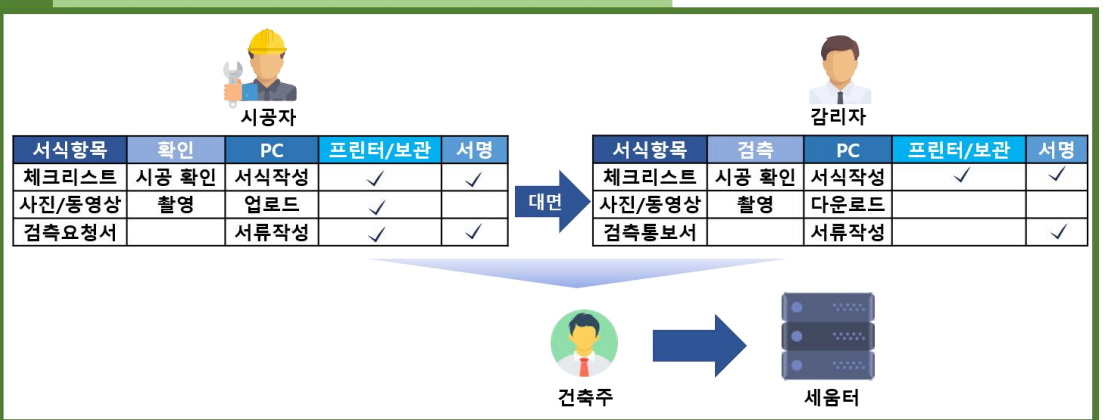 시공자
감리자
서식항목 확인 PC 프린터/보관 서명
체크리스트 시공 확인 서식작성 ✓ ✓
사진/동영상 촬영 업로드 ✓
검측요청서 서류작성 ✓ ✓
대면
서식항목 검측 PC 프린터/보관 서명
체크리스트 시공 확인 서식작성 ✓ ✓
사진/동영상 촬영 다운로드
검측통보서 서류작성 ✓
건축주
세움터